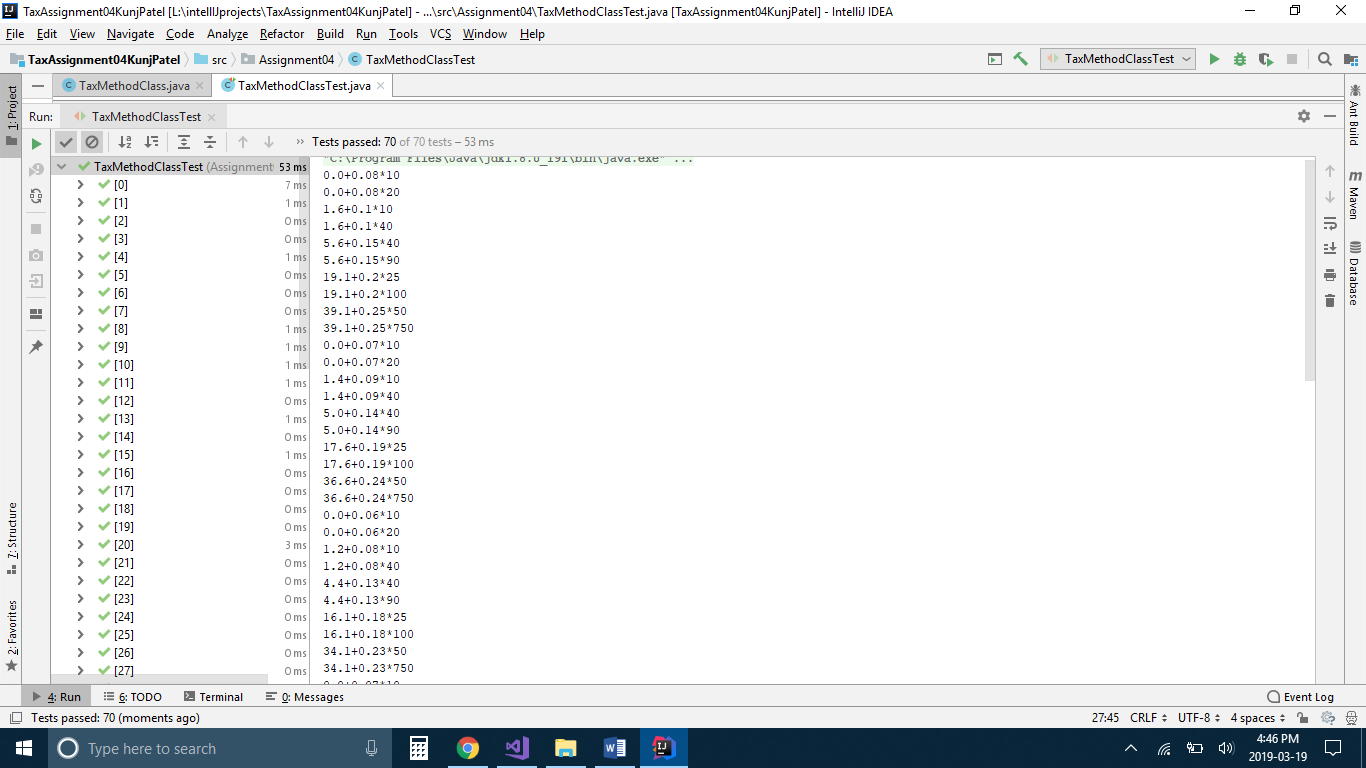 TaxAssignment04KunjPatel [L:\intellIJprojects\TaxAssignment04KunjPatel] - ...\src\Assignment04\TaxMethodClassTest.java [TaxAssignment04KunjPatel] - IntelliJ IDEA
File Edit View Navigate Code Analyze Refactor Build Run Tools VCS Window Help
TaxAssignment04KunjPatel src Assignment04 TaxMethodClassTest
TaxMethodClassTest
TaxMethodClass.java TaxMethodClassTest.java
1: Project
Run: TaxMethodClassTest
Tests passed: 70 of 70 tests – 53 ms
TaxMethodClassTest (Assignment 53 ms
"C:\Program Files\Java\jdk1.8.0_191\bin\java.exe" ...
[0] 7 ms
[1] 1 ms
[2] 0 ms
[3] 0 ms
[4] 1 ms
[5] 0 ms
[6] 0 ms
[7] 0 ms
[8] 1 ms
[9] 1 ms
[10] 1 ms
[11] 1 ms
[12] 0 ms
[13] 1 ms
[14] 0 ms
[15] 1 ms
[16] 0 ms
[17] 0 ms
[18] 0 ms
[19] 0 ms
[20] 3 ms
[21] 0 ms
[22] 0 ms
[23] 0 ms
[24] 0 ms
[25] 0 ms
[26] 0 ms
[27] 0 ms
0.0+0.08*10
0.0+0.08*20
1.6+0.1*10
1.6+0.1*40
5.6+0.15*40
5.6+0.15*90
19.1+0.2*25
19.1+0.2*100
39.1+0.25*50
39.1+0.25*750
0.0+0.07*10
0.0+0.07*20
1.4+0.09*10
1.4+0.09*40
5.0+0.14*40
5.0+0.14*90
17.6+0.19*25
17.6+0.19*100
36.6+0.24*50
36.6+0.24*750
0.0+0.06*10
0.0+0.06*20
1.2+0.08*10
1.2+0.08*40
4.4+0.13*40
4.4+0.13*90
16.1+0.18*25
16.1+0.18*100
34.1+0.23*50
34.1+0.23*750
Ant Build
Maven
Database
7: Structure
2: Favorites
4: Run 6: TODO Terminal 0: Messages Event Log
Tests passed: 70 (moments ago) 27:45 CRLF UTF-8 4 spaces
Type here to search
4:46 PM
2019-03-19